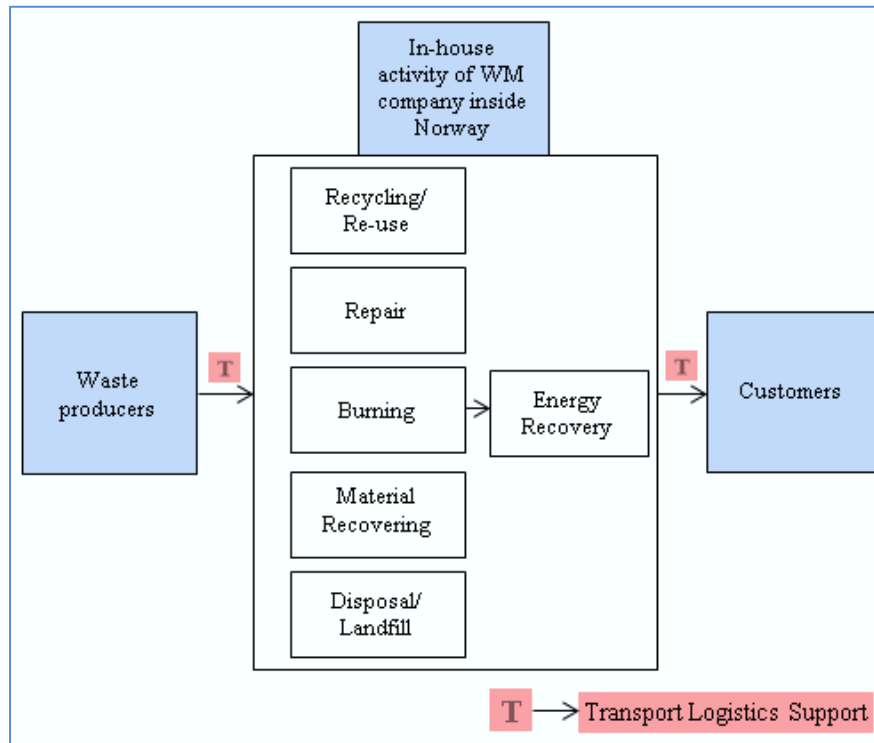 In-house
activity of WM
company inside
Norway
Recycling/
Re-use
Repair
Waste
producers
T
Burning
Energy
Recovery
T
Customers
Material
Recovering
Disposal/
Landfill
T
Transport Logistics Support